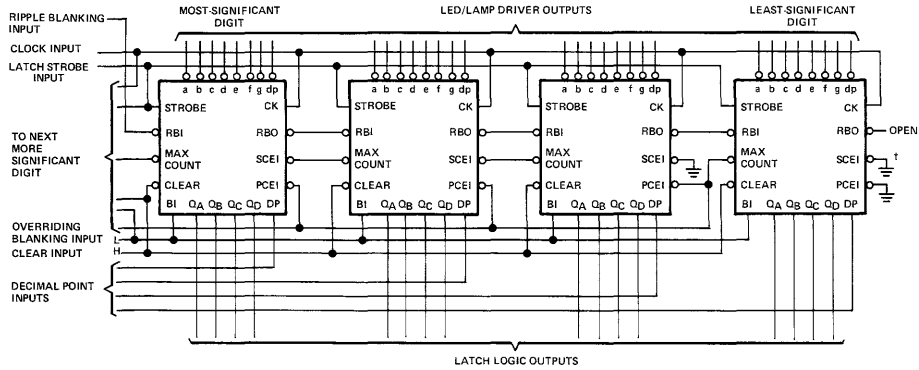 RIPPLE BLANKING INPUT
MOST-SIGNIFICANT DIGIT
LED/LAMP DRIVER OUTPUTS
LEAST-SIGNIFICANT DIGIT
CLOCK INPUT
LATCH STROBE INPUT
a b c d e f g dp
a b c d e f g dp
a b c d e f g dp
a b c d e f g dp
STROBE CK
STROBE CK
STROBE CK
STROBE CK
RBI RBO
RBI RBO
RBI RBO
RBI RBO OPEN
TO NEXT MORE SIGNIFICANT DIGIT
MAX COUNT SCEI
MAX COUNT SCEI
MAX COUNT SCEI
MAX COUNT SCEI †
CLEAR PCEI
CLEAR PCEI
CLEAR PCEI
CLEAR PCEI
BI QA QB QC QD DP
BI QA QB QC QD DP
BI QA QB QC QD DP
BI QA QB QC QD DP
OVERRIDING BLANKING INPUT L
CLEAR INPUT H
DECIMAL POINT INPUTS
LATCH LOGIC OUTPUTS